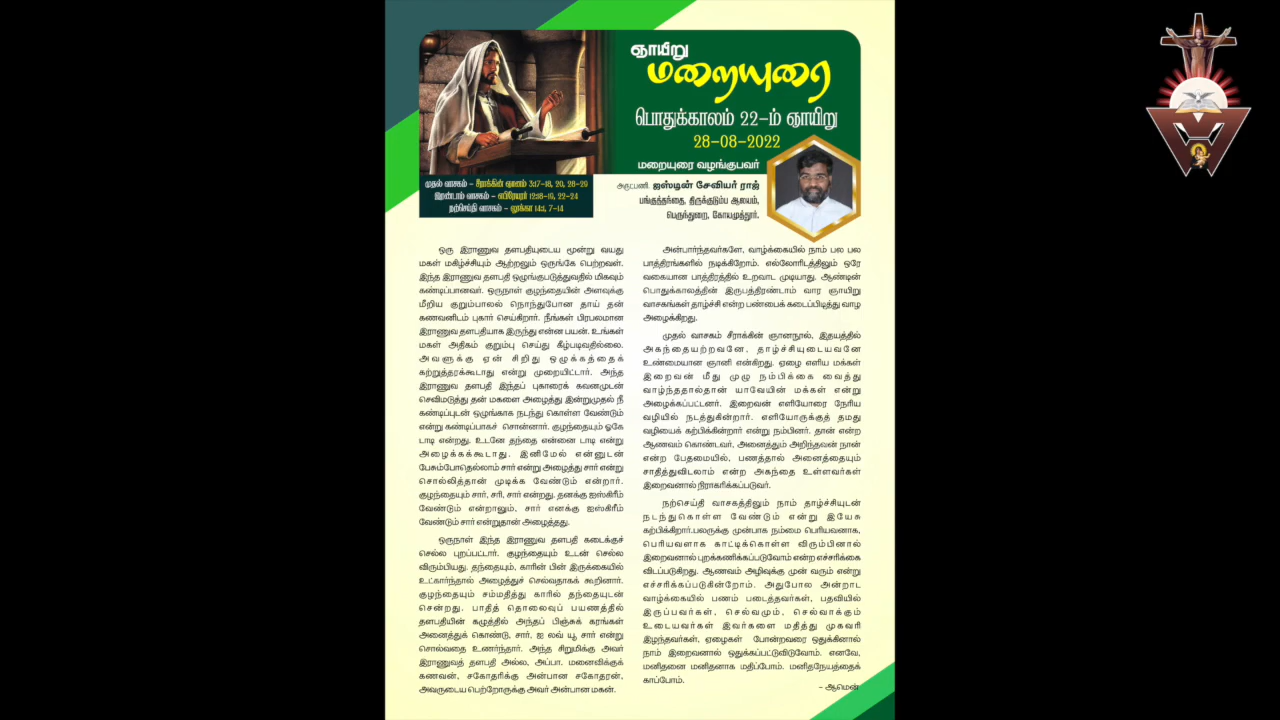 ஞாயிறு
மறையுரை
பொதுக்காலம் 22-ம் ஞாயிறு
28-08-2022
மறையுரை வழங்குபவர்
அருட்பணி. ஜஸ்டின் சேவியர் ராஜ்
பங்குத்தந்தை, திருக்குடும்ப ஆலயம்,
பெருந்துறை, கோயமுத்தூர்.
முதல் வாசகம் - சீராக்கின் ஞானம் 3:17-18, 20, 28-29
இரண்டாம் வாசகம் - எபிரேயர் 12:18-19, 22-24
நற்செய்தி வாசகம் - லூக்கா 14:1, 7-14
ஒரு இராணுவ தளபதியுடைய மூன்று வயது
மகள் மகிழ்ச்சியும் ஆற்றலும் ஒருங்கே பெற்றவள்.
இந்த இராணுவ தளபதி ஒழுங்குபடுத்துவதில் மிகவும்
கண்டிப்பானவர். ஒருநாள் குழந்தையின் அளவுக்கு
மீறிய குறும்பாலல் நொந்துபோன தாய் தன்
கணவனிடம் புகார் செய்கிறார். நீங்கள் பிரபலமான
இராணுவ தளபதியாக இருந்து என்ன பயன். உங்கள்
மகள் அதிகம் குறும்பு செய்து கீழ்படிவதில்லை.
அவளுக்கு ஏன் சிறிது ஒழுக்கத்தைக்
கற்றுத்தரக்கூடாது என்று முறையிட்டார். அந்த
இராணுவ தளபதி இந்தப் புகாரைக் கவனமுடன்
செவிமடுத்து தன் மகளை அழைத்து இன்றுமுதல் நீ
கண்டிப்புடன் ஒழுங்காக நடந்து கொள்ள வேண்டும்
என்று கண்டிப்பாகச் சொன்னார். குழந்தையும் ஓகே
டாடி என்றது. உடனே தந்தை என்னை டாடி என்று
அழைக்கக்கூடாது. இனிமேல் என்னுடன்
பேசும்போதெல்லாம் சார் என்று அழைத்து சார் என்று
சொல்லித்தான் முடிக்க வேண்டும் என்றார்.
குழந்தையும் சார், சரி, சார் என்றது. தனக்கு ஐஸ்கிரீம்
வேண்டும் என்றாலும், சார் எனக்கு ஐஸ்கிரீம்
வேண்டும் சார் என்றுதான் அழைத்தது.
ஒருநாள் இந்த இராணுவ தளபதி கடைக்குச்
செல்ல புறப்பட்டார். குழந்தையும் உடன் செல்ல
விரும்பியது. தந்தையும், காரின் பின் இருக்கையில்
உட்கார்ந்தால் அழைத்துச் செல்வதாகக் கூறினார்.
குழந்தையும் சம்மதித்து காரில் தந்தையுடன்
சென்றது. பாதித் தொலைவுப் பயணத்தில்
தளபதியின் கழுத்தில் அந்தப் பிஞ்சுக் கரங்கள்
அனைத்துக் கொண்டு, சார், ஐ லவ் யூ சார் என்று
சொல்வதை உணர்ந்தார். அந்த சிறுமிக்கு அவர்
இராணுவத் தளபதி அல்ல, அப்பா. மனைவிக்குக்
கணவன், சகோதரிக்கு அன்பான சகோதரன்,
அவருடைய பெற்றோருக்கு அவர் அன்பான மகன்.
அன்பார்ந்தவர்களே, வாழ்க்கையில் நாம் பல பல
பாத்திரங்களில் நடிக்கிறோம். எல்லோரிடத்திலும் ஒரே
வகையான பாத்திரத்தில் உறவாட முடியாது. ஆண்டின்
பொதுக்காலத்தின் இருபத்திரண்டாம் வார ஞாயிறு
வாசகங்கள் தாழ்ச்சி என்ற பண்பைக் கடைப்பிடித்து வாழ
அழைக்கிறது.
முதல் வாசகம் சீராக்கின் ஞானநூல், இதயத்தில்
அகந்தையற்றவனே, தாழ்ச்சியுடையவனே
உண்மையான ஞானி என்கிறது. ஏழை எளிய மக்கள்
இறைவன் மீது முழு நம்பிக்கை வைத்து
வாழ்ந்ததால்தான் யாவேயின் மக்கள் என்று
அழைக்கப்பட்டனர். இறைவன் எளியோரை நேரிய
வழியில் நடத்துகின்றார். எளியோருக்குத் தமது
வழியைக் கற்பிக்கின்றார் என்று நம்பினர். தான் என்ற
ஆணவம் கொண்டவர், அனைத்தும் அறிந்தவன் நான்
என்ற பேதமையில், பணத்தால் அனைத்தையும்
சாதித்துவிடலாம் என்ற அகந்தை உள்ளவர்கள்
இறைவனால் நிராகரிக்கப்படுவர்.
நற்செய்தி வாசகத்திலும் நாம் தாழ்ச்சியுடன்
நடந்துகொள்ள வேண்டும் என்று இயேசு
கற்பிக்கிறார்.பலருக்கு முன்பாக நம்மை பெரியவனாக,
பெரியவளாக காட்டிக்கொள்ள விரும்பினால்
இறைவனால் புறக்கணிக்கப்படுவோம் என்ற எச்சரிக்கை
விடப்படுகிறது. ஆணவம் அழிவுக்கு முன் வரும் என்று
எச்சரிக்கப்படுகின்றோம். அதுபோல அன்றாட
வாழ்க்கையில் பணம் படைத்தவர்கள், பதவியில்
இருப்பவர்கள், செல்வமும், செல்வாக்கும்
உடையவர்கள் இவர்களை மதித்து முகவரி
இழந்தவர்கள், ஏழைகள் போன்றவரை ஒதுக்கினால்
நாம் இறைவனால் ஒதுக்கப்பட்டுவிடுவோம். எனவே,
மனிதனை மனிதனாக மதிப்போம். மனிதநேயத்தைக்
காப்போம்.
- ஆமென்